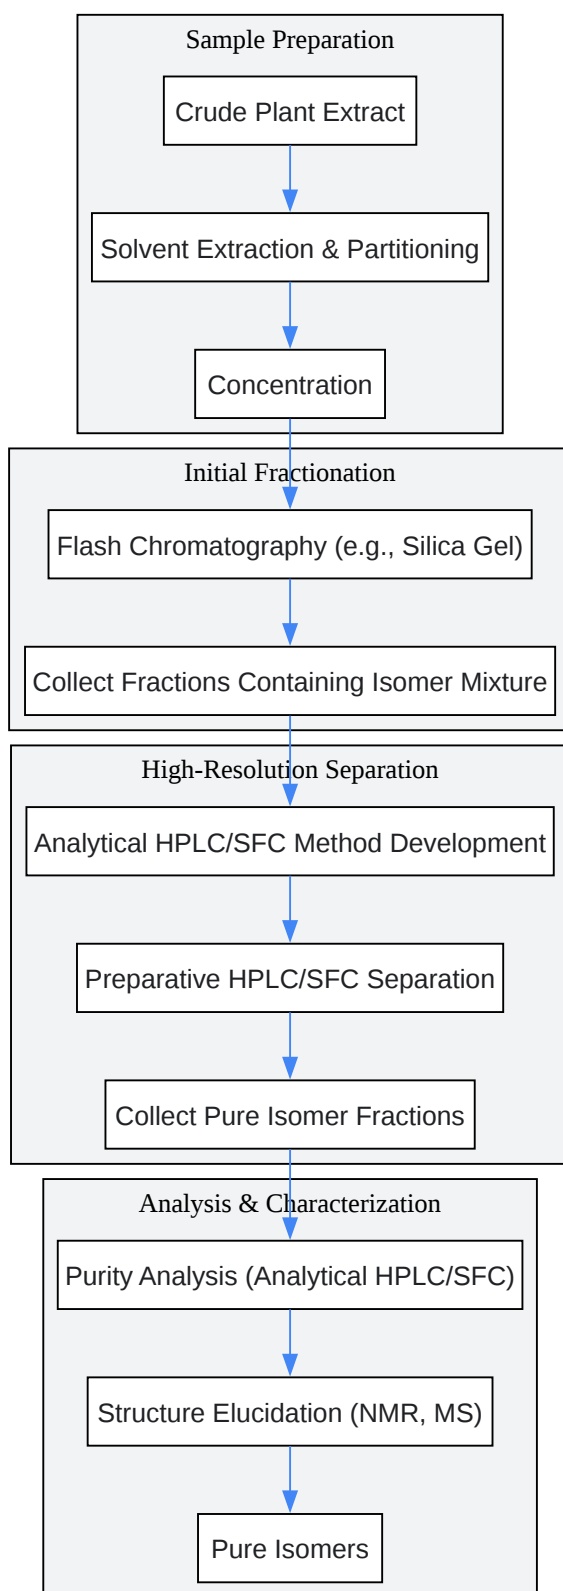 Sample Preparation
Crude Plant Extract
Solvent Extraction & Partitioning
Concentration
Initial Fractionation
Flash Chromatography (e.g., Silica Gel)
Collect Fractions Containing Isomer Mixture
High-Resolution Separation
Analytical HPLC/SFC Method Development
Preparative HPLC/SFC Separation
Collect Pure Isomer Fractions
Analysis & Characterization
Purity Analysis (Analytical HPLC/SFC)
Structure Elucidation (NMR, MS)
Pure Isomers